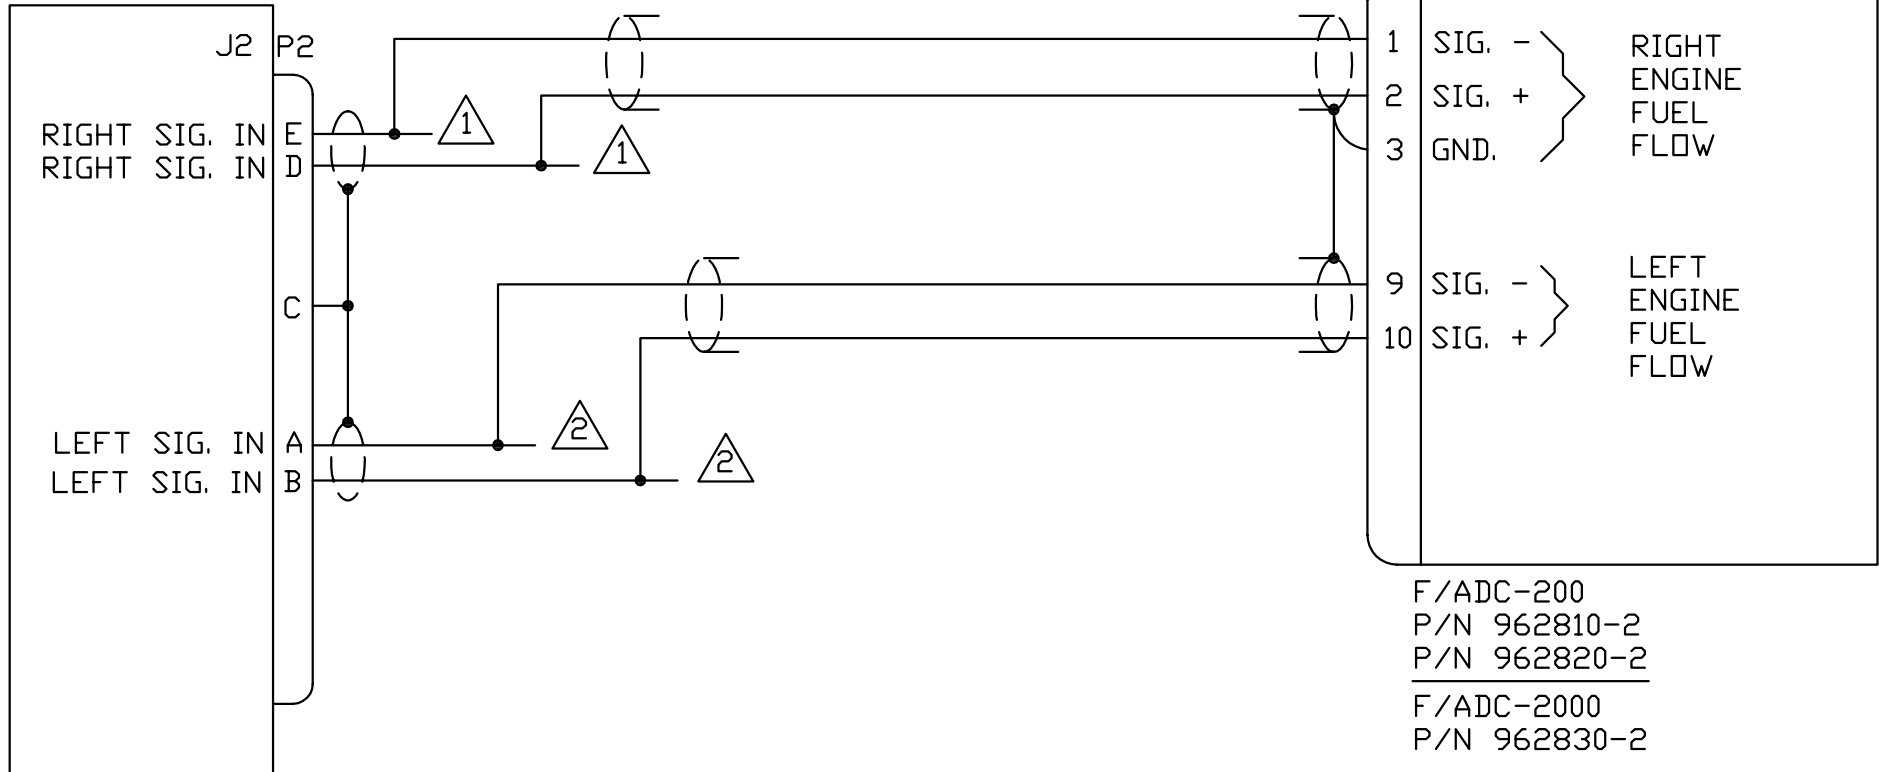 J2 P2
RIGHT SIG. IN E
RIGHT SIG. IN D
C
LEFT SIG. IN A
LEFT SIG. IN B
1
1
2
2
1 SIG. -
2 SIG. +
3 GND.
RIGHT
ENGINE
FUEL
FLOW
9 SIG. -
10 SIG. +
LEFT
ENGINE
FUEL
FLOW
F/ADC-200
P/N 962810-2
P/N 962820-2
F/ADC-2000
P/N 962830-2